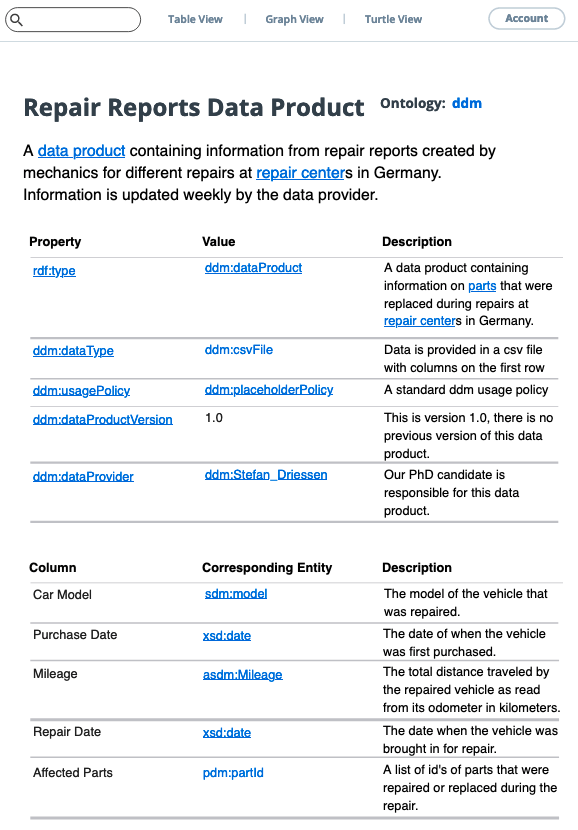 Table View | Graph View | Turtle View Account
Repair Reports Data Product Ontology: ddm
A data product containing information from repair reports created by
mechanics for different repairs at repair centers in Germany.
Information is updated weekly by the data provider.
Property Value Description
rdf:type ddm:dataProduct A data product containing
information on parts that were
replaced during repairs at
repair centers in Germany.
ddm:dataType ddm:csvFile Data is provided in a csv file
with columns on the first row
ddm:usagePolicy ddm:placeholderPolicy A standard ddm usage policy
ddm:dataProductVersion 1.0 This is version 1.0, there is no
previous version of this data
product.
ddm:dataProvider ddm:Stefan_Driessen Our PhD candidate is
responsible for this data
product.
Column Corresponding Entity Description
Car Model sdm:model The model of the vehicle that
was repaired.
Purchase Date xsd:date The date of when the vehicle
was first purchased.
Mileage asdm:Mileage The total distance traveled by
the repaired vehicle as read
from its odometer in kilometers.
Repair Date xsd:date The date when the vehicle was
brought in for repair.
Affected Parts pdm:partId A list of id's of parts that were
repaired or replaced during the
repair.